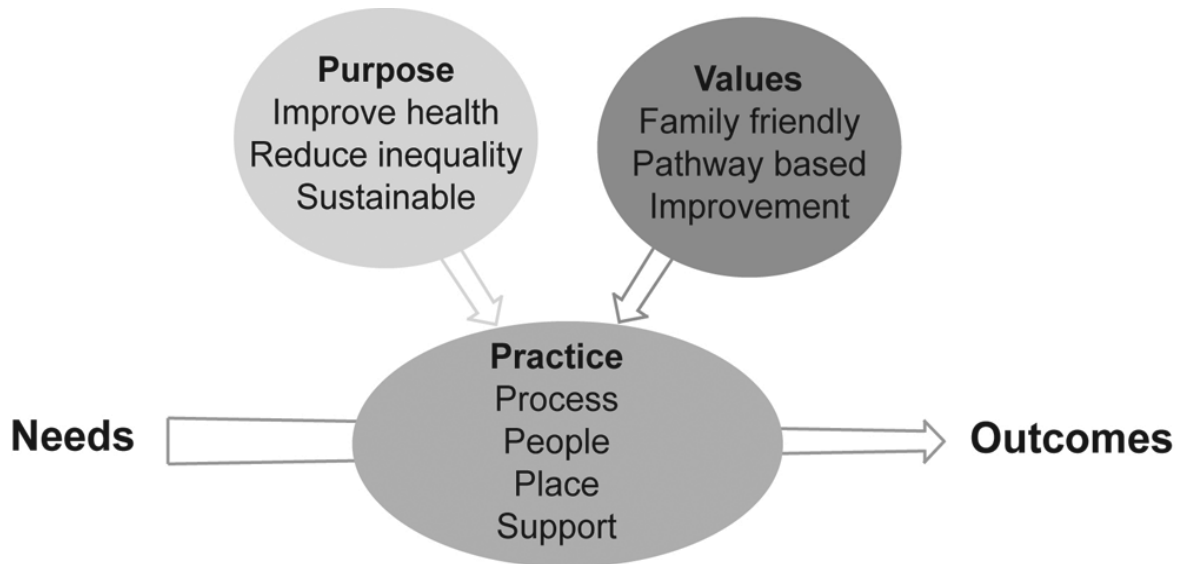 Purpose
Improve health
Reduce inequality
Sustainable
Values
Family friendly
Pathway based
Improvement
Practice
Process
People
Place
Support
Needs
Outcomes